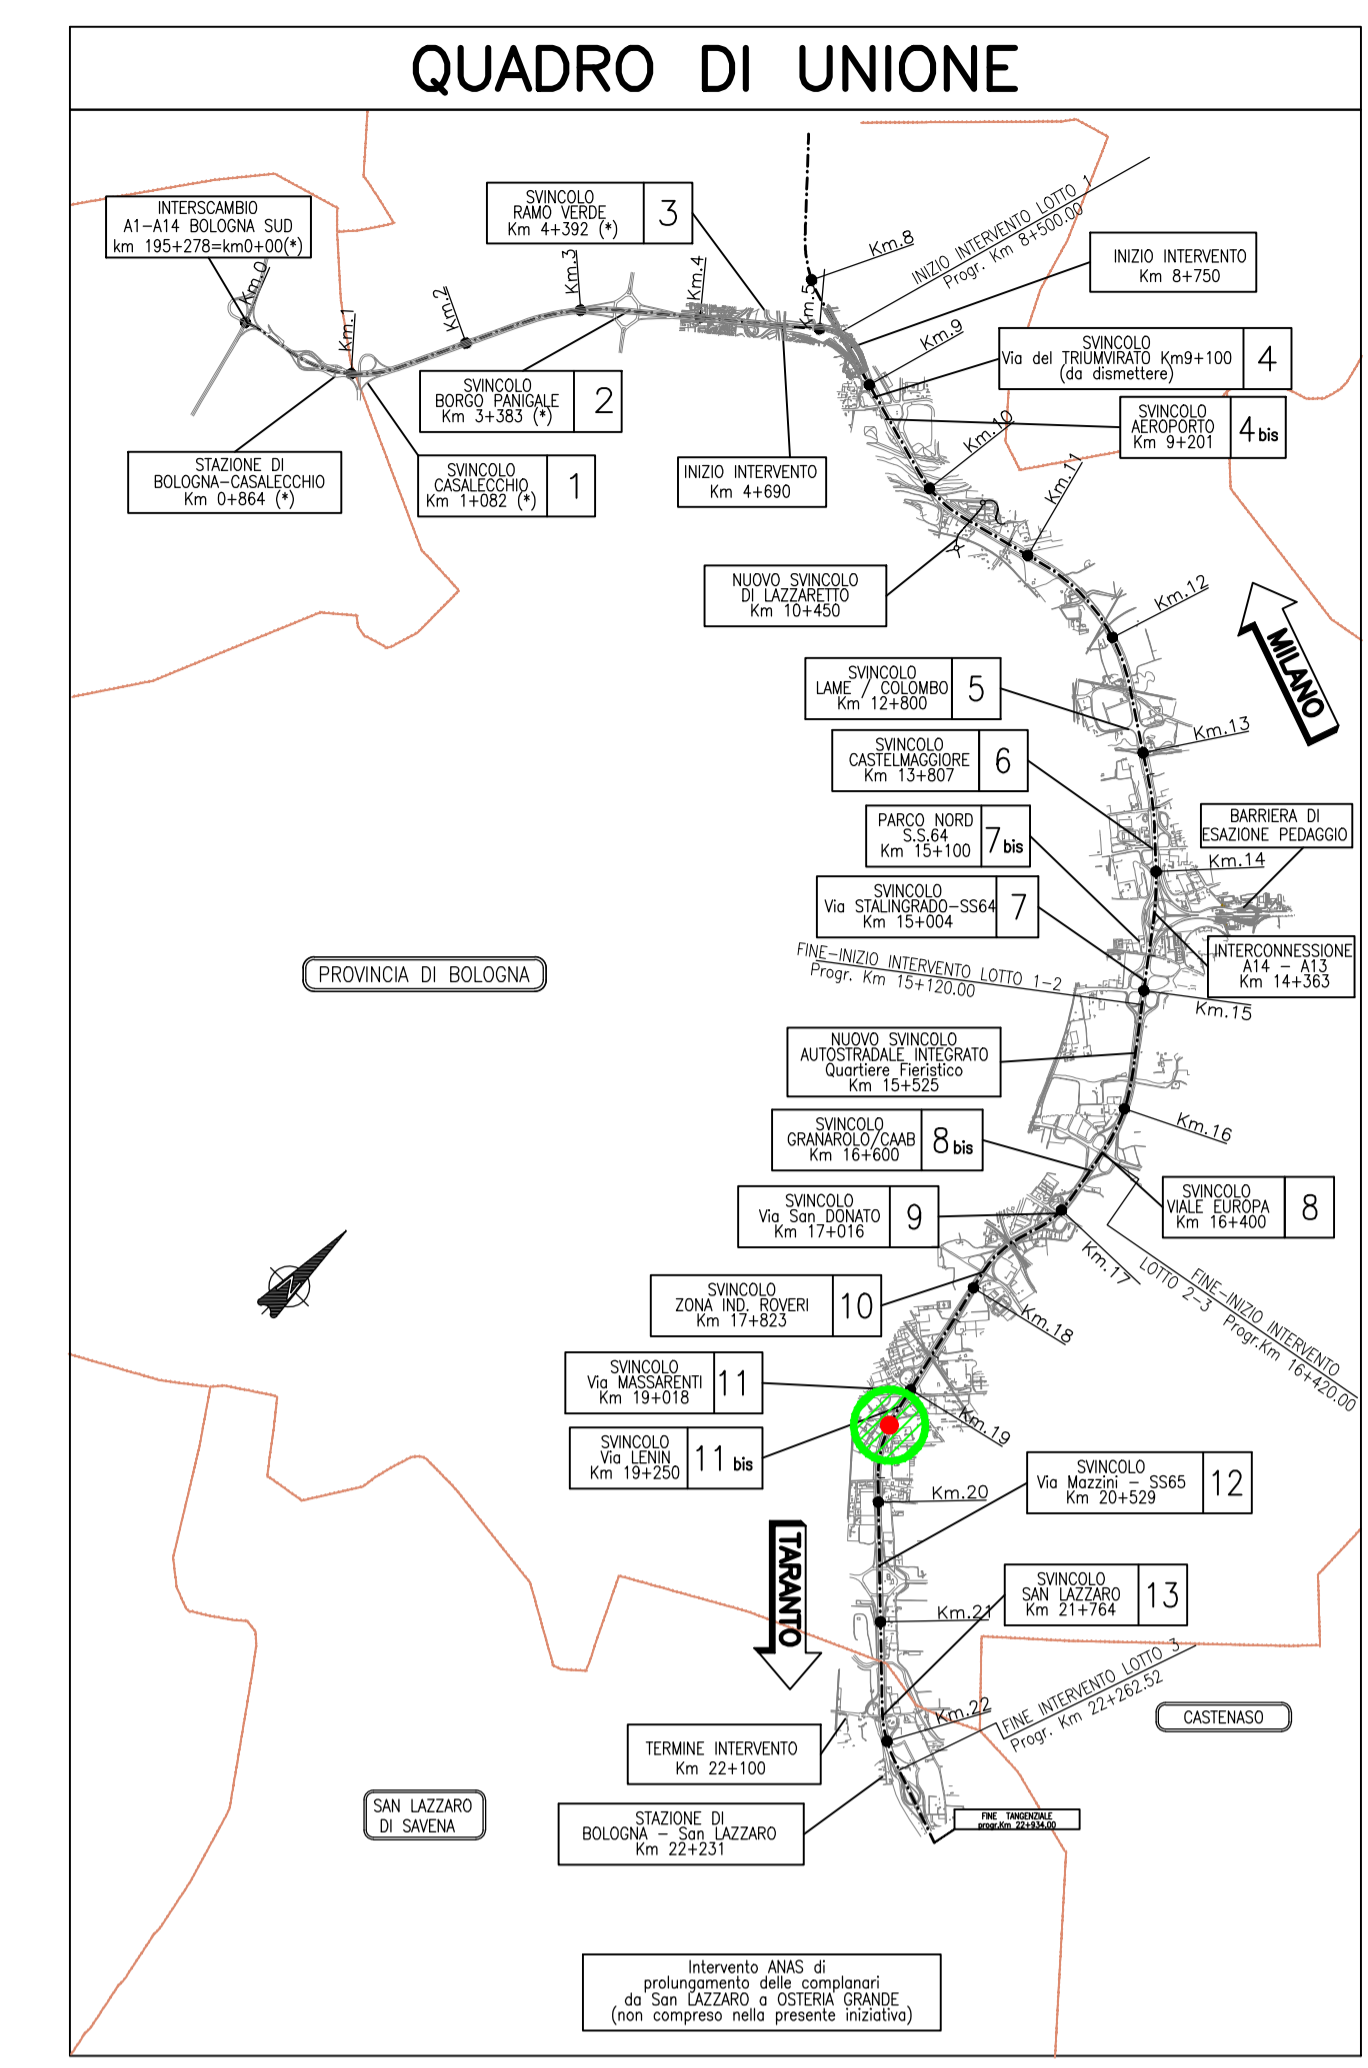 QUADRO DI UNIONE
INTERSCAMBIO
A1-A14 BOLOGNA SUD
km 195+278=km0+00(*)
SVINCOLO
RAMO VERDE
Km 4+392 (*)
3
Km.0
Km.1
Km.2
Km.3
Km.4
Km.5
Km.8
INIZIO INTERVENTO LOTTO 1
Progr. Km 8+500.00
INIZIO INTERVENTO
Km 8+750
Km.9
SVINCOLO
Via del TRIUMVIRATO Km9+100
(da dismettere)
4
SVINCOLO
BORGO PANIGALE
Km 3+383 (*)
2
SVINCOLO
AEROPORTO
Km 9+201
4 bis
STAZIONE DI
BOLOGNA-CASALECCHIO
Km 0+864 (*)
SVINCOLO
CASALECCHIO
Km 1+082 (*)
1
INIZIO INTERVENTO
Km 4+690
Km.10
Km.11
NUOVO SVINCOLO
DI LAZZARETTO
Km 10+450
Km.12
MILANO
SVINCOLO
LAME / COLOMBO
Km 12+800
5
Km.13
SVINCOLO
CASTELMAGGIORE
Km 13+807
6
PARCO NORD
S.S.64
Km 15+100
7 bis
BARRIERA DI
ESAZIONE PEDAGGIO
Km.14
SVINCOLO
Via STALINGRADO-SS64
Km 15+004
7
INTERCONNESSIONE
A14 - A13
Km 14+363
FINE-INIZIO INTERVENTO LOTTO 1-2
Progr. Km 15+120.00
PROVINCIA DI BOLOGNA
Km.15
NUOVO SVINCOLO
AUTOSTRADALE INTEGRATO
Quartiere Fieristico
Km 15+525
Km.16
SVINCOLO
GRANAROLO/CAAB
Km 16+600
8 bis
SVINCOLO
VIALE EUROPA
Km 16+400
8
SVINCOLO
Via San DONATO
Km 17+016
9
Km.17
FINE-INIZIO INTERVENTO
LOTTO 2-3 Progr.Km 16+420.00
N
SVINCOLO
ZONA IND. ROVERI
Km 17+823
10
Km.18
SVINCOLO
Via MASSARENTI
Km 19+018
11
Km.19
SVINCOLO
Via LENIN
Km 19+250
11 bis
SVINCOLO
Via Mazzini - SS65
Km 20+529
12
Km.20
TARANTO
SVINCOLO
SAN LAZZARO
Km 21+764
13
Km.21
FINE INTERVENTO LOTTO 3
Progr. Km 22+262.52
Km.22
CASTENASO
TERMINE INTERVENTO
Km 22+100
SAN LAZZARO
DI SAVENA
STAZIONE DI
BOLOGNA - San LAZZARO
Km 22+231
FINE TANGENZIALE
progr.Km 22+934,00
Intervento ANAS di
prolungamento delle complanari
da San LAZZARO a OSTERIA GRANDE
(non compreso nella presente iniziativa)